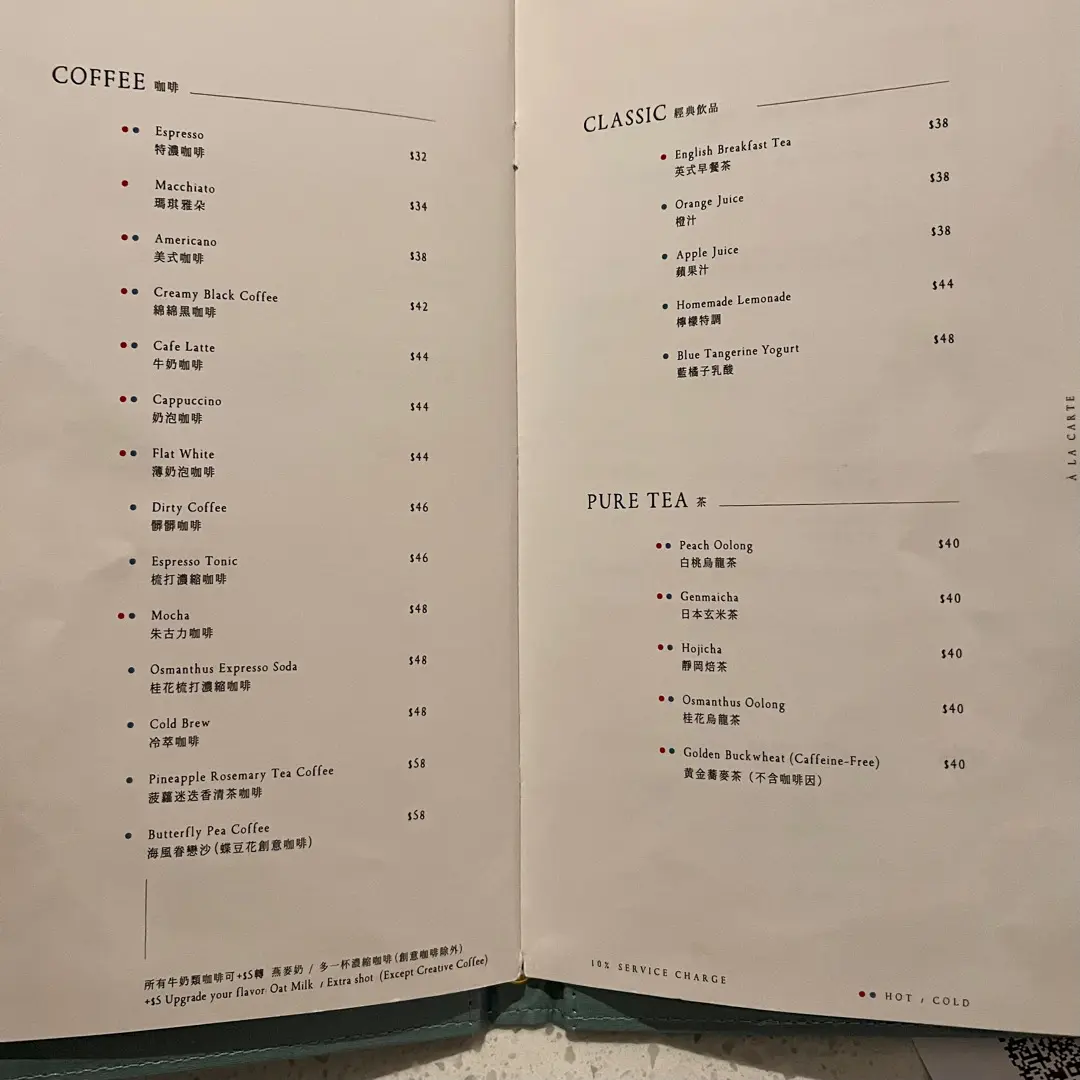 COFFEE 咖啡
Espresso
特濃咖啡 $32
Macchiato
瑪琪雅朵 $34
Americano
美式咖啡 $38
Creamy Black Coffee
綿綿黑咖啡 $42
Cafe Latte
牛奶咖啡 $44
Cappuccino
奶泡咖啡 $44
Flat White
薄奶泡咖啡 $44
Dirty Coffee $46
髒髒咖啡
Espresso Tonic $46
梳打濃縮咖啡
Mocha $48
朱古力咖啡
Osmanthus Expresso Soda $48
桂花梳打濃縮咖啡
Cold Brew $48
冷萃咖啡
Pineapple Rosemary Tea Coffee $58
菠蘿迷迭香清茶咖啡
Butterfly Pea Coffee $58
海風眷戀沙(蝶豆花創意咖啡)
所有牛奶類咖啡可+$5轉 燕麥奶 / 多一杯濃縮咖啡(創意咖啡除外)
+$5 Upgrade your flavor: Oat Milk / Extra shot (Except Creative Coffee)
CLASSIC 經典飲品
English Breakfast Tea $38
英式早餐茶
Orange Juice $38
橙汁
Apple Juice $38
蘋果汁
Homemade Lemonade $44
檸檬特調
Blue Tangerine Yogurt $48
藍橘子乳酸
PURE TEA 茶
Peach Oolong $40
白桃烏龍茶
Genmaicha $40
日本玄米茶
Hojicha $40
靜岡焙茶
Osmanthus Oolong $40
桂花烏龍茶
Golden Buckwheat (Caffeine-Free) $40
黃金蕎麥茶（不含咖啡因）
10% SERVICE CHARGE
HOT / COLD
À LA CARTE